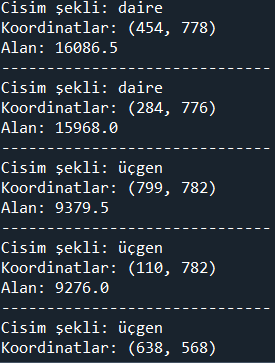 Cisim şekli: daire
Koordinatlar: (454, 778)
Alan: 16086.5
------------------------------
Cisim şekli: daire
Koordinatlar: (284, 776)
Alan: 15968.0
------------------------------
Cisim şekli: üçgen
Koordinatlar: (799, 782)
Alan: 9379.5
------------------------------
Cisim şekli: üçgen
Koordinatlar: (110, 782)
Alan: 9276.0
------------------------------
Cisim şekli: üçgen
Koordinatlar: (638, 568)